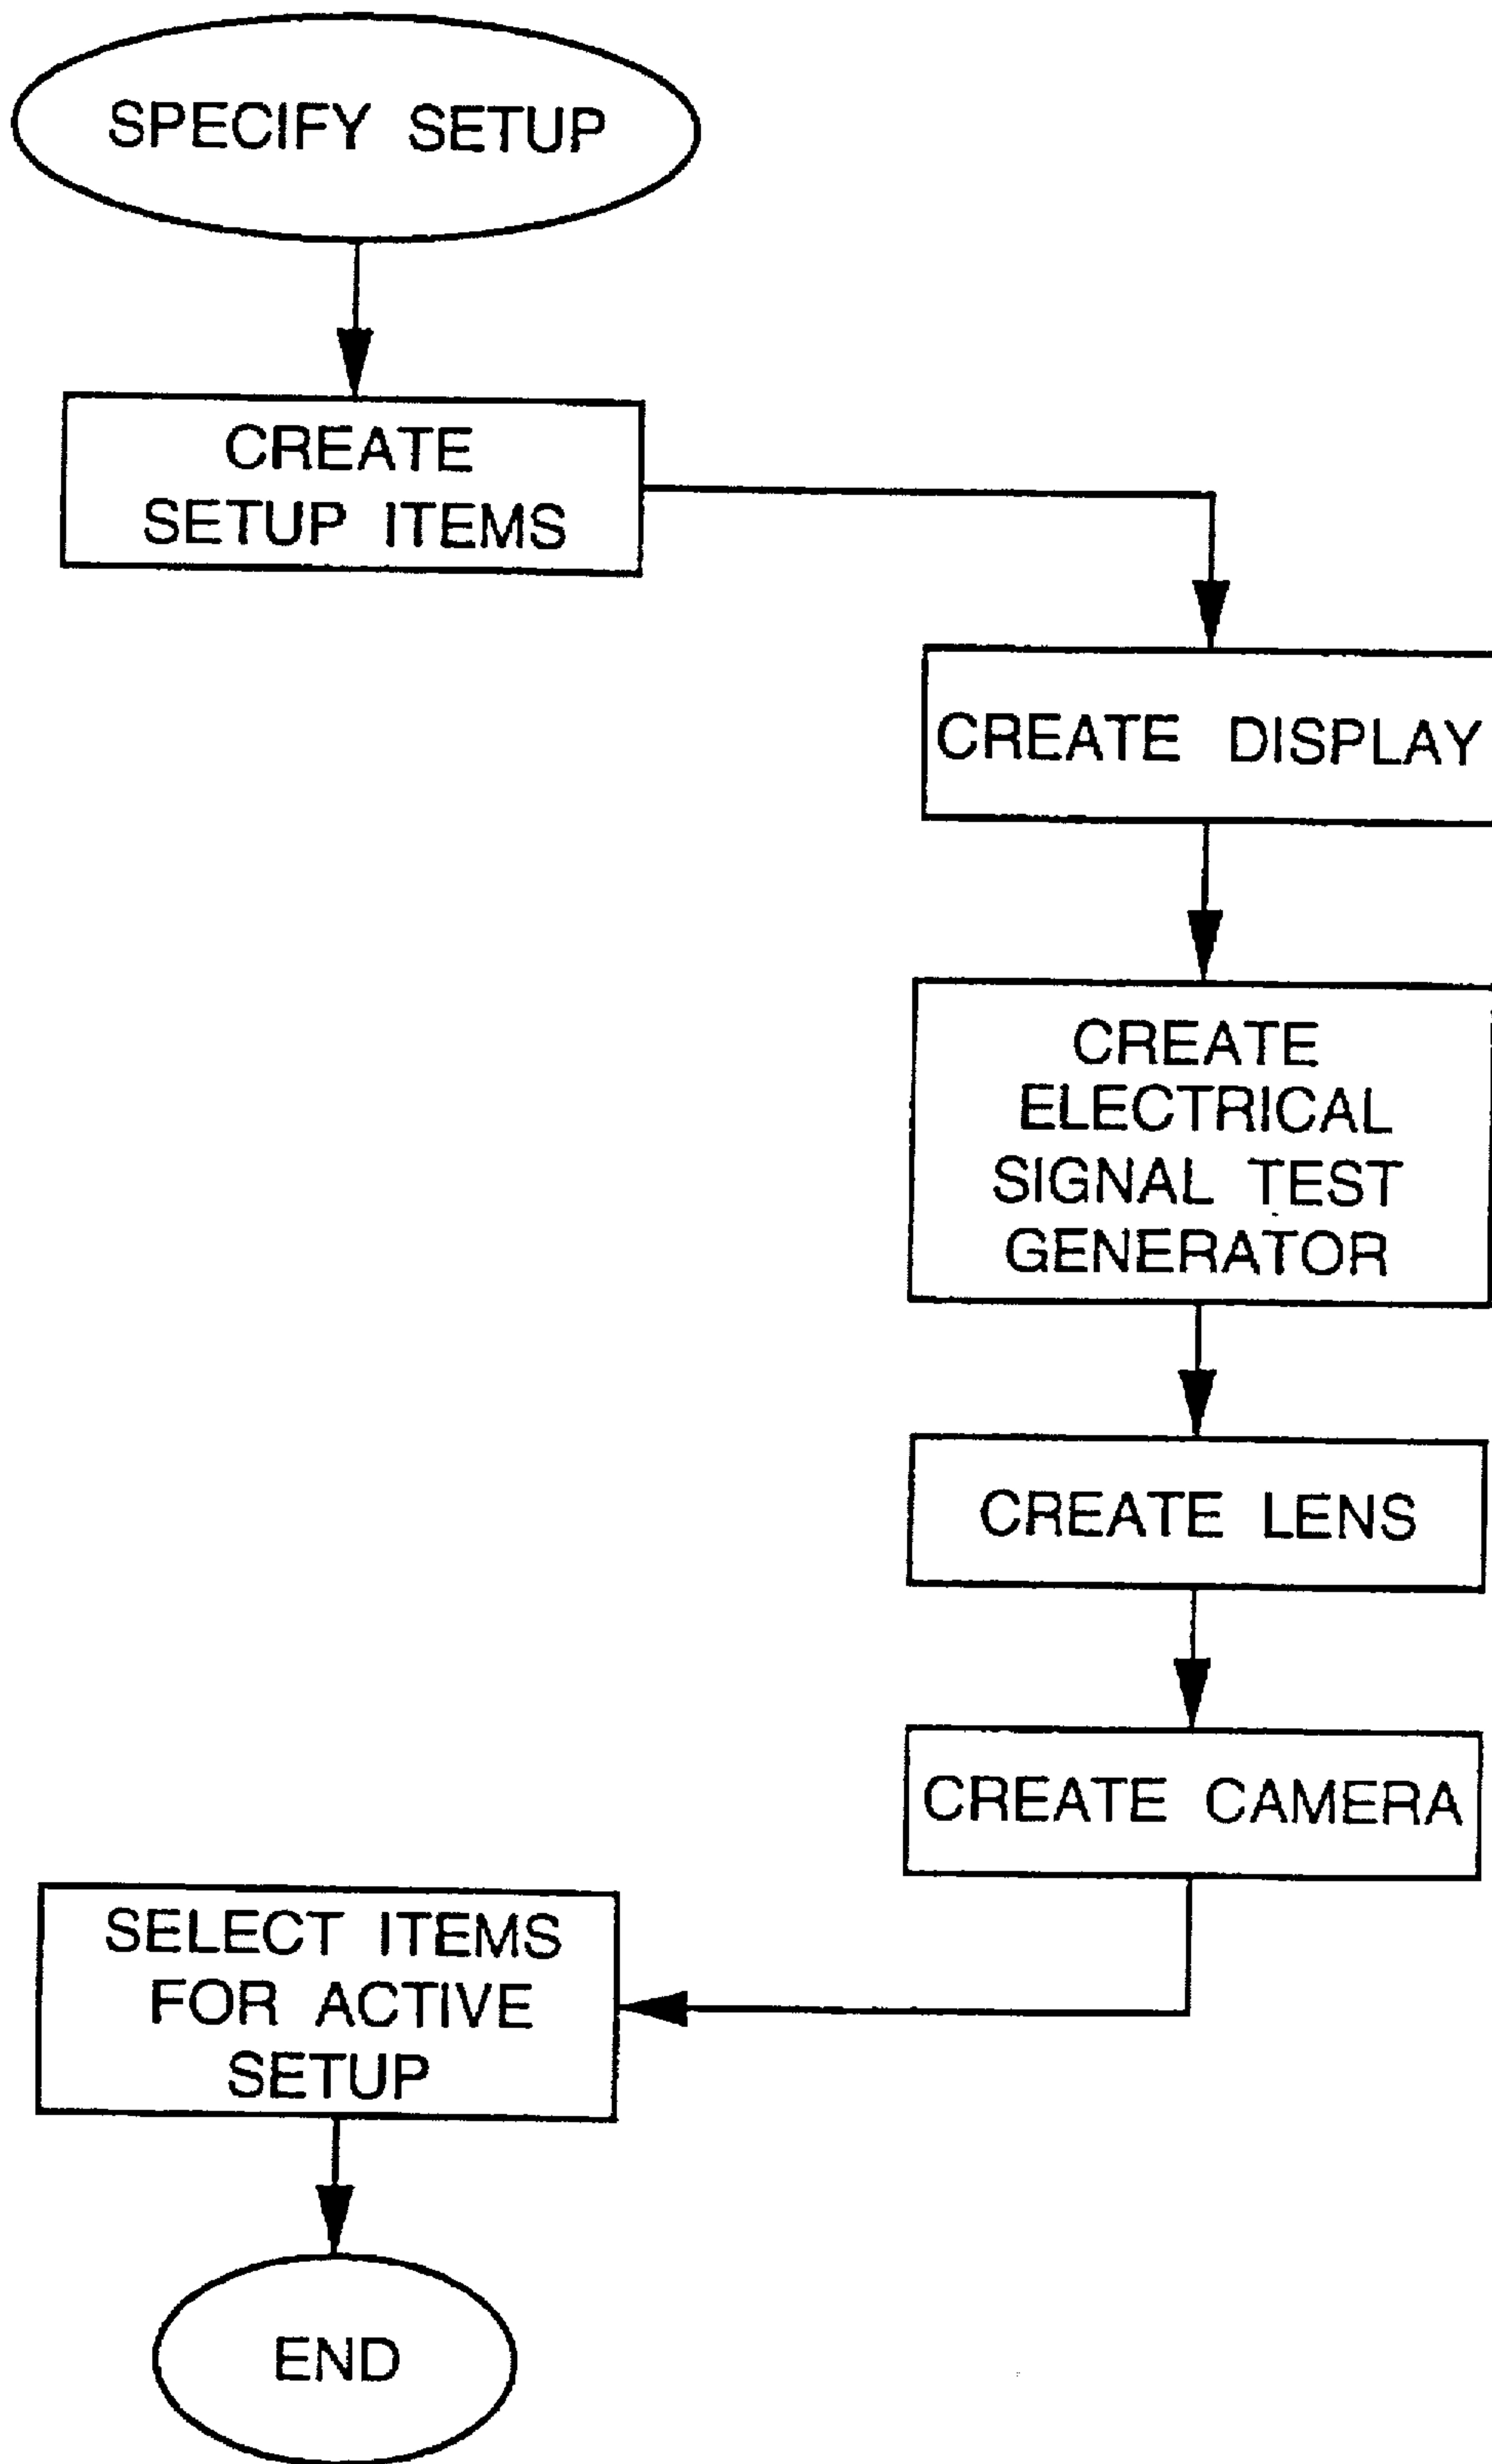 SPECIFY SETUP
CREATE
SETUP ITEMS
CREATE DISPLAY
CREATE
ELECTRICAL
SIGNAL TEST
GENERATOR
CREATE LENS
CREATE CAMERA
SELECT ITEMS
FOR ACTIVE
SETUP
END